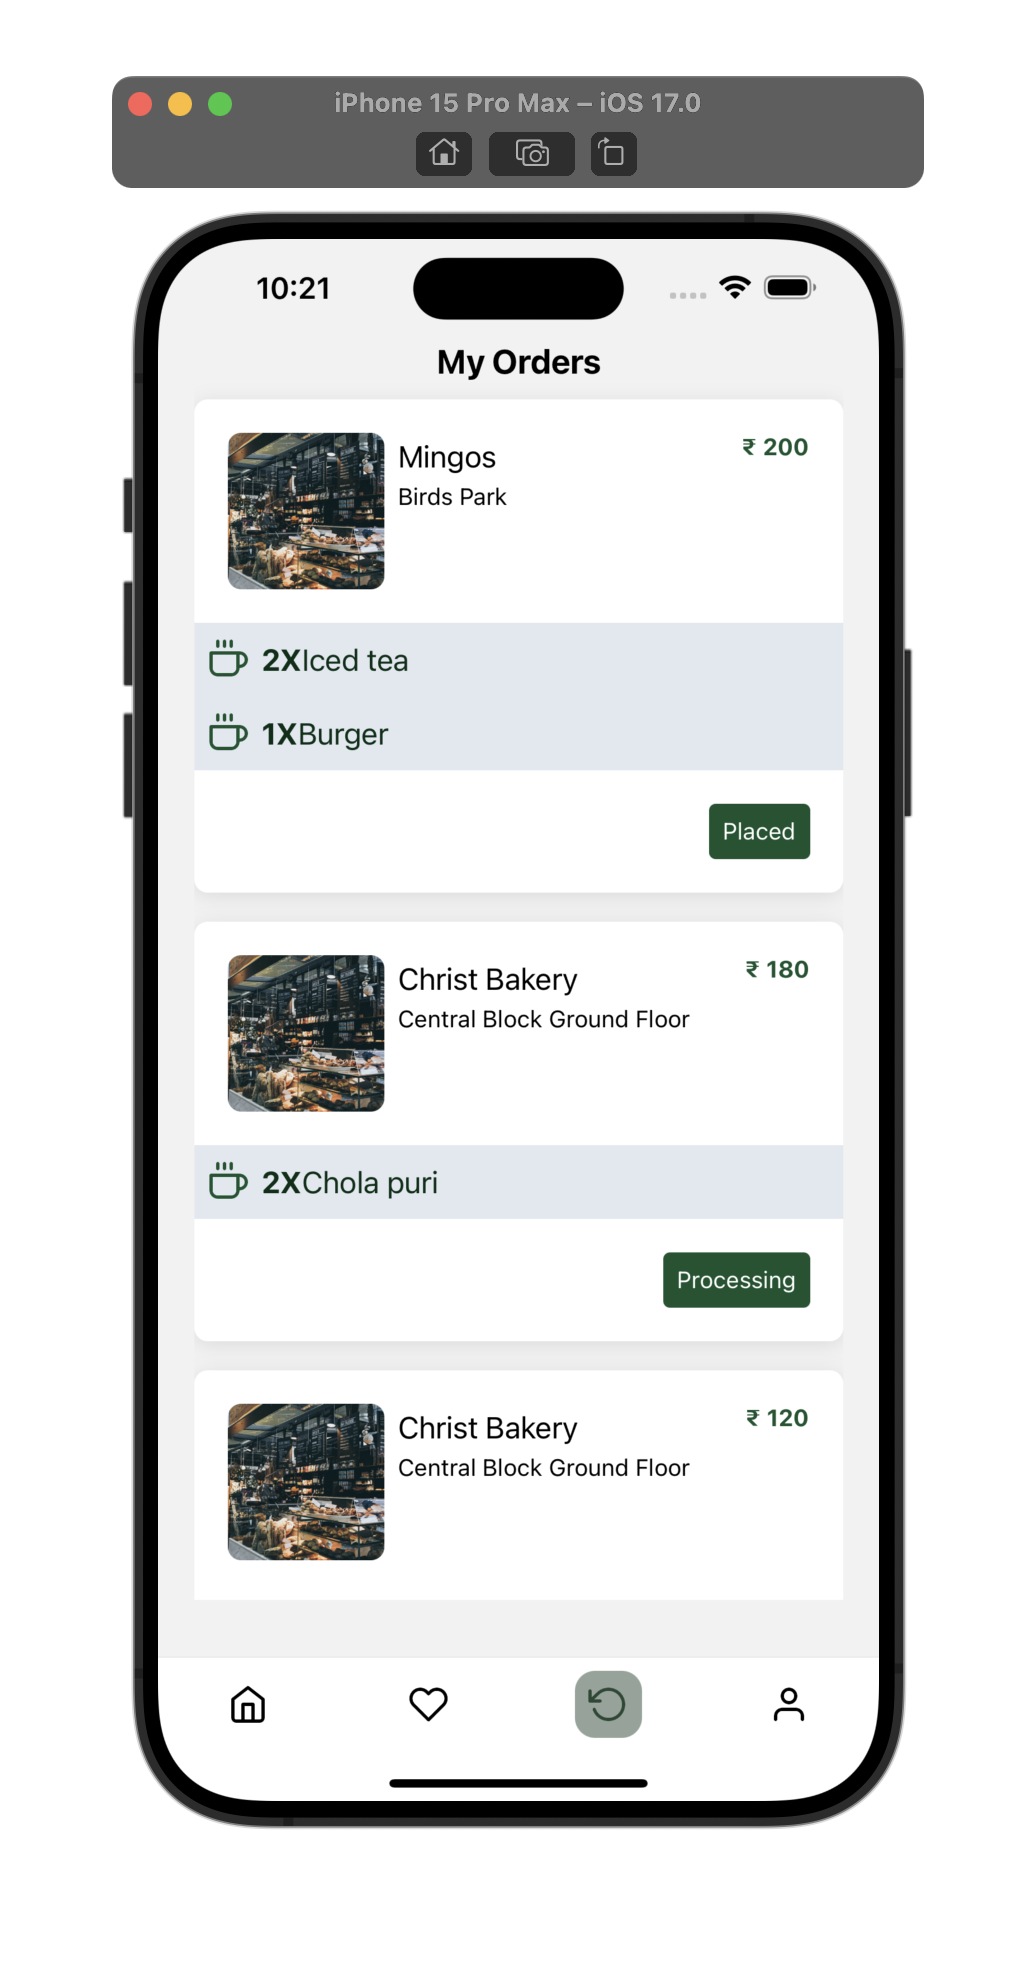 iPhone 15 Pro Max – iOS 17.0
10:21
My Orders
Mingos
₹ 200
Birds Park
2XIced tea
1XBurger
Placed
Christ Bakery
₹ 180
Central Block Ground Floor
2XChola puri
Processing
Christ Bakery
₹ 120
Central Block Ground Floor